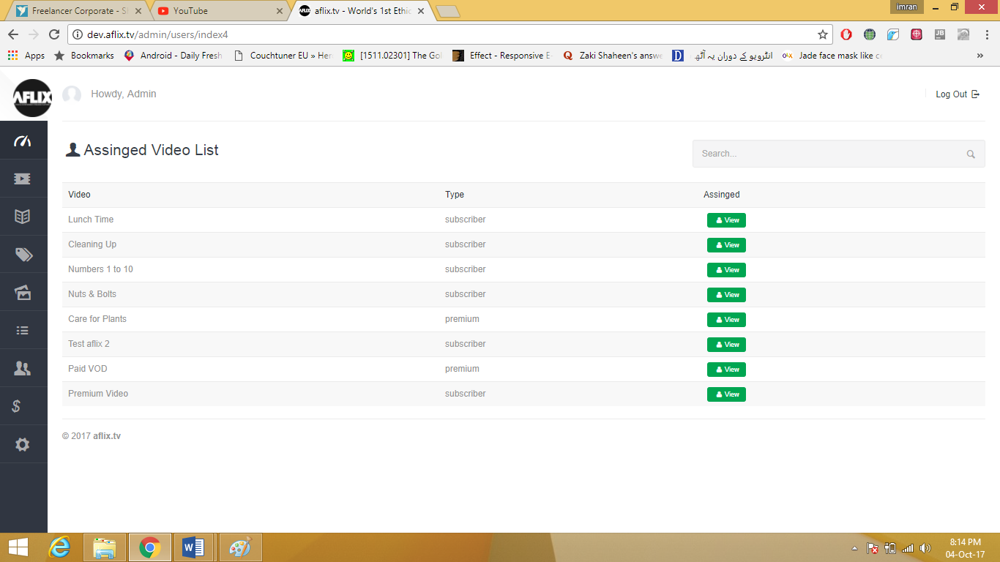 Freelancer Corporate - S
YouTube
aflix.tv - World's 1st Ethic
imran
dev.aflix.tv/admin/users/index4
Apps
Bookmarks
Android - Daily Fresh
Couchtuner EU » Her
[1511.02301] The Gol
Effect - Responsive E
Zaki Shaheen's answe
انٹرویو کے دوران یہ آٹھ
Jade face mask like c
AFLIX
Howdy, Admin
Log Out
Assinged Video List
Search...
Video Type Assinged
Lunch Time subscriber View
Cleaning Up subscriber View
Numbers 1 to 10 subscriber View
Nuts & Bolts subscriber View
Care for Plants premium View
Test aflix 2 subscriber View
Paid VOD premium View
Premium Video subscriber View
© 2017 aflix.tv
8:14 PM
04-Oct-17